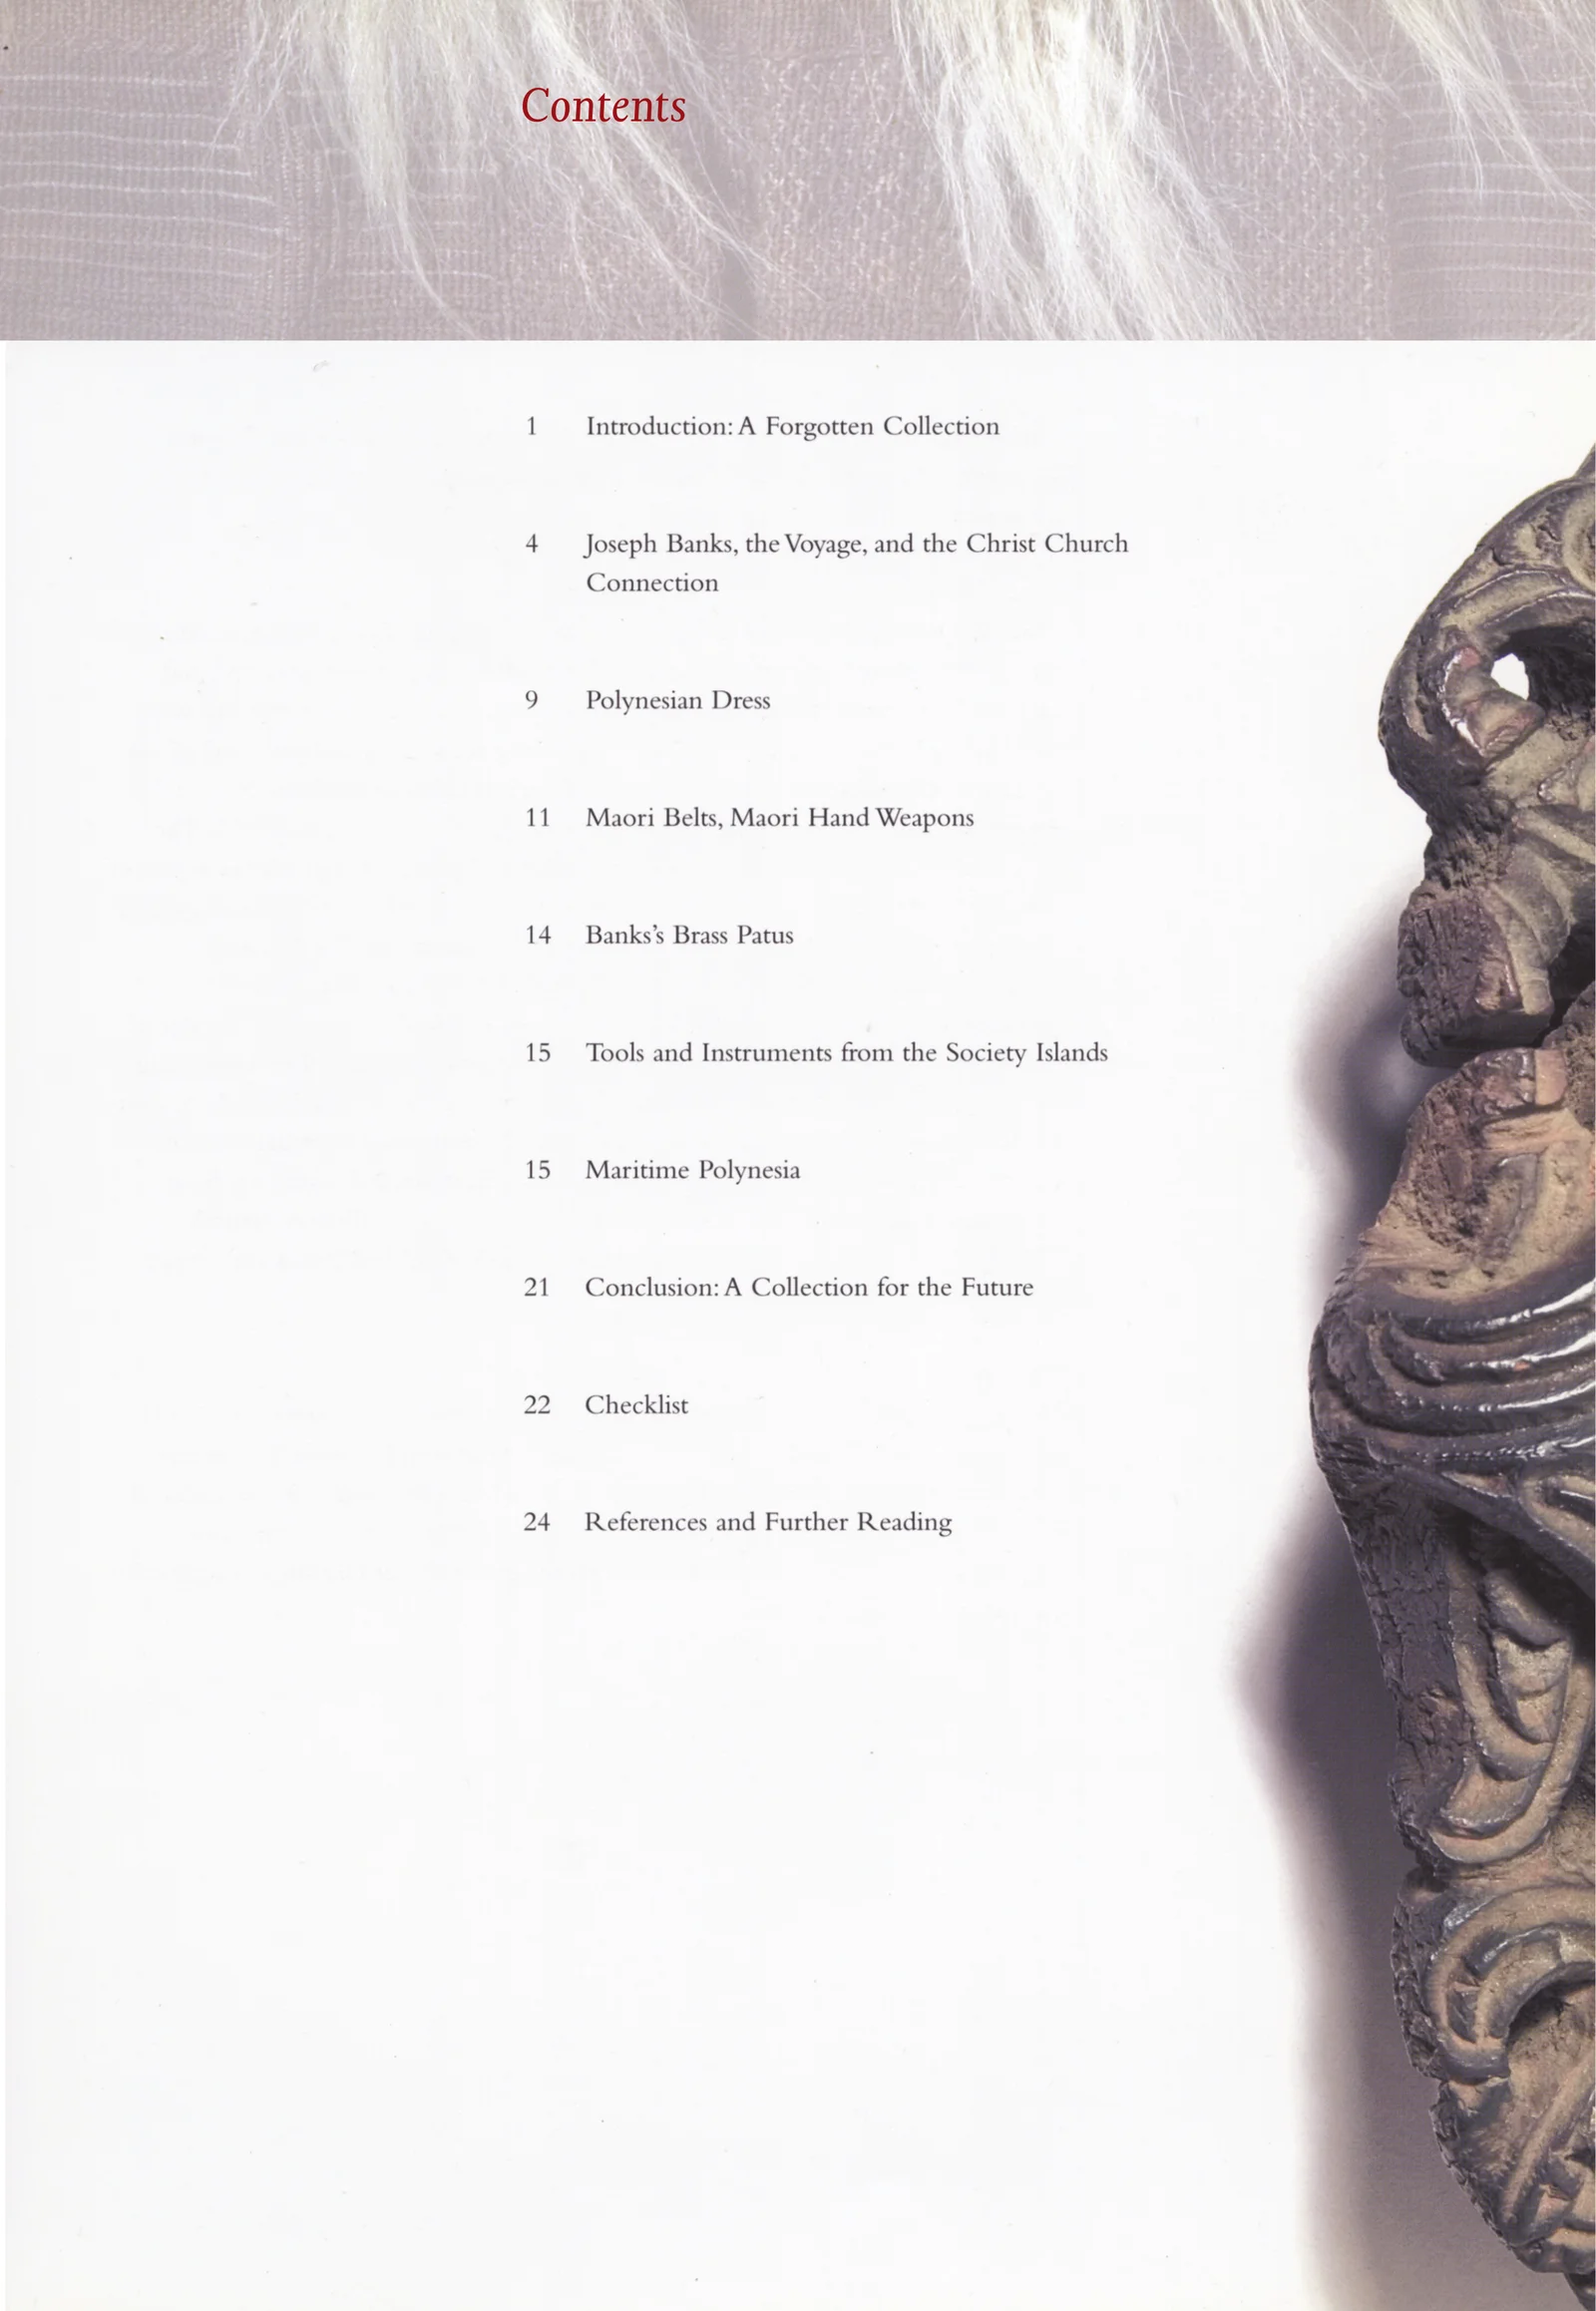 Contents
1 Introduction: A Forgotten Collection
4 Joseph Banks, the Voyage, and the Christ Church
Connection
9 Polynesian Dress
11 Maori Belts, Maori Hand Weapons
14 Banks's Brass Patus
15 Tools and Instruments from the Society Islands
15 Maritime Polynesia
21 Conclusion: A Collection for the Future
22 Checklist
24 References and Further Reading